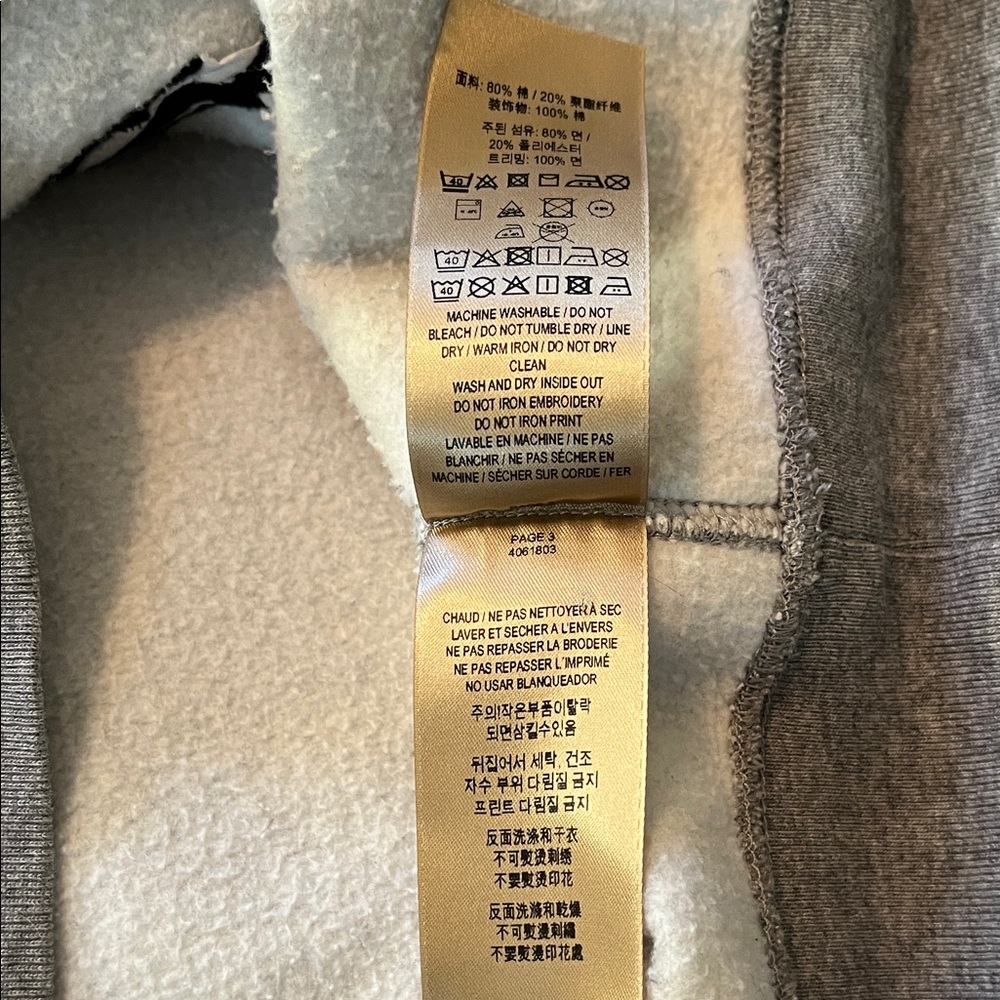 面料: 80% 棉 / 20% 聚酯纤维
装饰物: 100% 棉
주된 섬유: 80% 면 /
20% 폴리에스터
트리밍: 100% 면
40
40
40
MACHINE WASHABLE / DO NOT
BLEACH / DO NOT TUMBLE DRY / LINE
DRY / WARM IRON / DO NOT DRY
CLEAN
WASH AND DRY INSIDE OUT
DO NOT IRON EMBROIDERY
DO NOT IRON PRINT
LAVABLE EN MACHINE / NE PAS
BLANCHIR / NE PAS SÉCHER EN
MACHINE / SÉCHER SUR CORDE / FER
PAGE 3
4061803
CHAUD / NE PAS NETTOYER À SEC
LAVER ET SECHER A L'ENVERS
NE PAS REPASSER LA BRODERIE
NE PAS REPASSER L'IMPRIMÉ
NO USAR BLANQUEADOR
주의!작은부품이탈락
되면삼킬수있음
뒤집어서 세탁, 건조
자수 부위 다림질 금지
프린트 다림질 금지
反面洗涤和干衣
不可熨烫刺绣
不要熨烫印花
反面洗滌和乾燥
不可熨燙刺繡
不要熨燙印花處